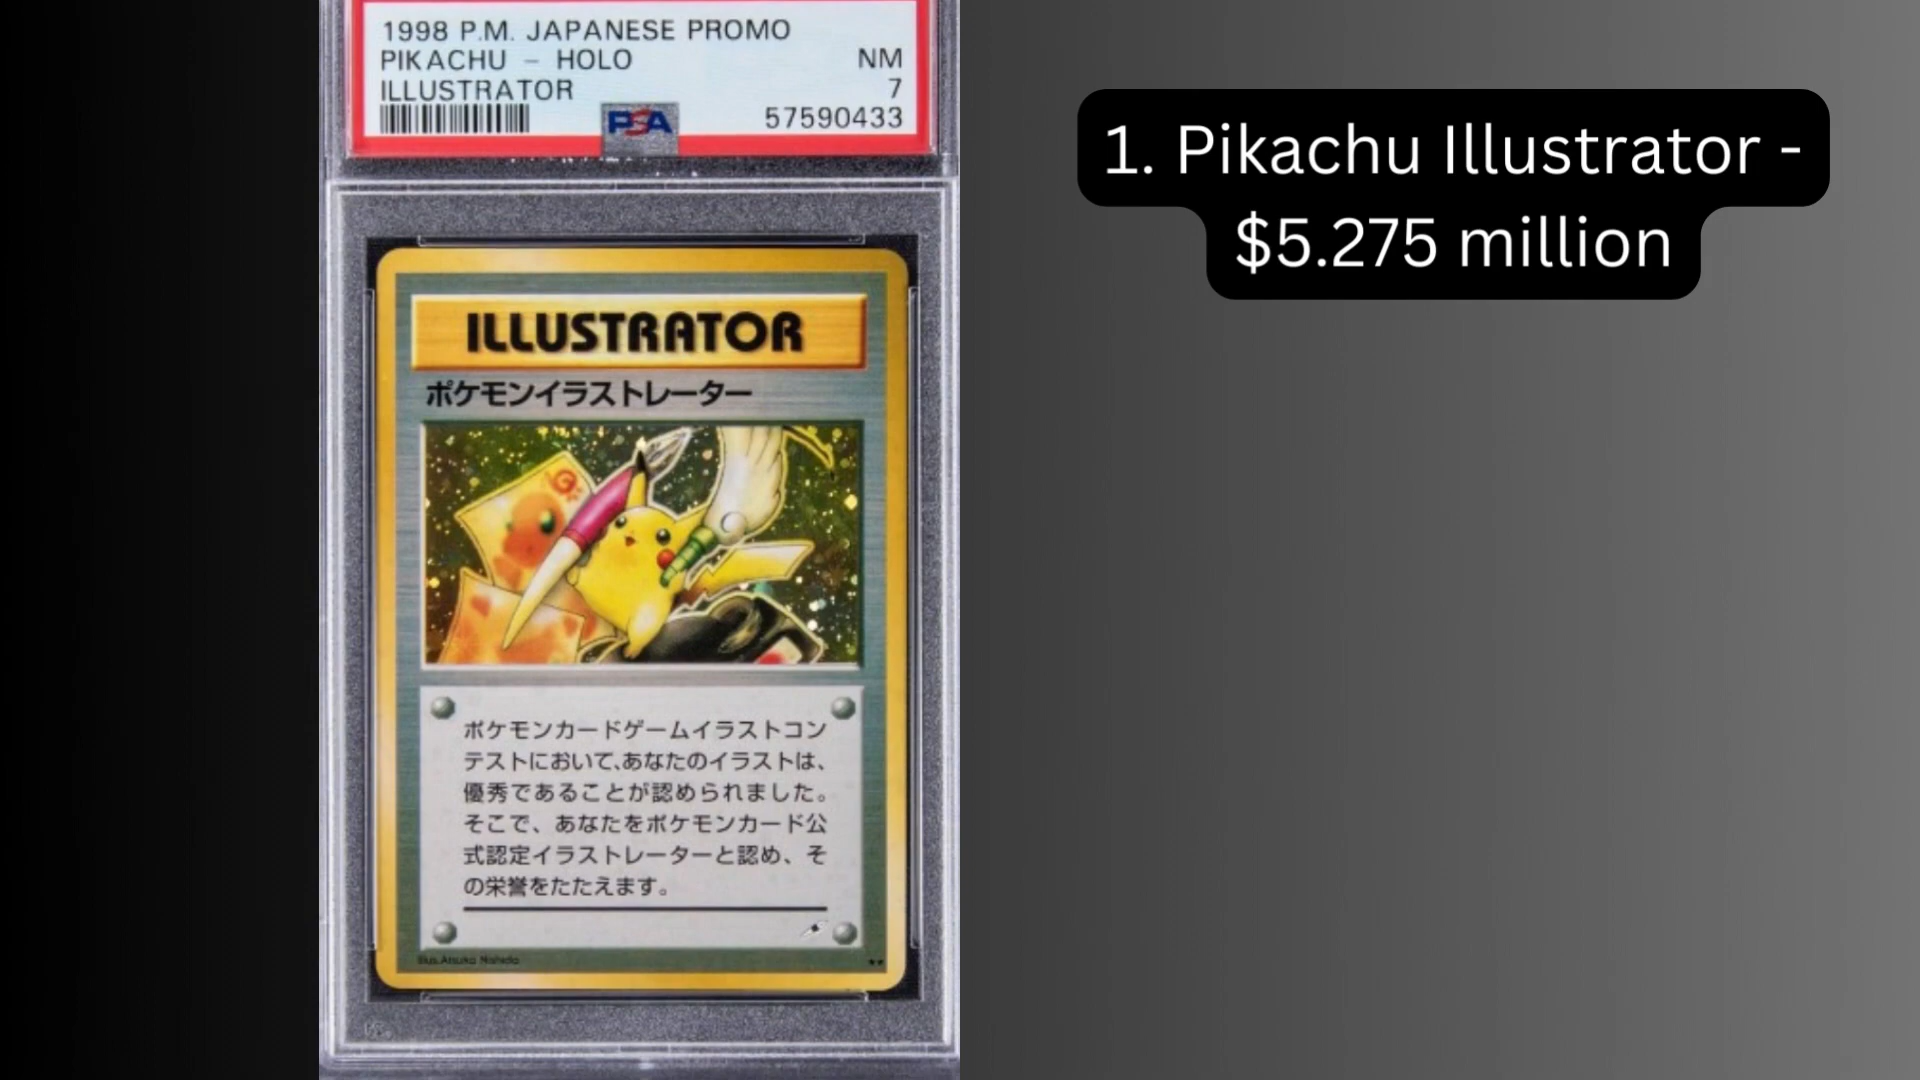 1998 P.M. JAPANESE PROMO
PIKACHU - HOLO NM
ILLUSTRATOR 7
PSA 57590433
ILLUSTRATOR
ポケモンイラストレーター
ポケモンカードゲームイラストコン
テストにおいて、あなたのイラストは、
優秀であることが認められました。
そこで、あなたをポケモンカード公
式認定イラストレーターと認め、そ
の栄誉をたたえます。
Illus. Atsuko Nishida
1. Pikachu Illustrator -
$5.275 million